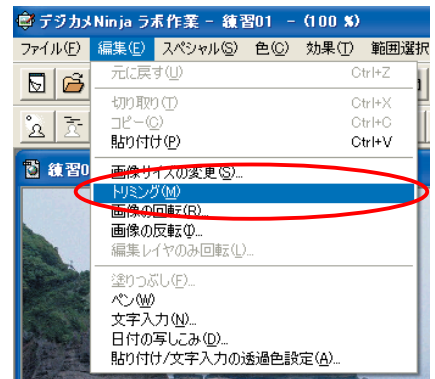 デジカメNinja ラボ作業 - 練習01 - (100 %)
ファイル(F) 編集(E) スペシャル(S) 色(C) 効果(T) 範囲選択
元に戻す(U) Ctrl+Z
切り取り(T) Ctrl+X
コピー(C) Ctrl+C
貼り付け(P) Ctrl+V
練習0
画像サイズの変更(S)...
トリミング(M)
画像の回転(R)...
画像の反転(I)...
編集レイヤのみ回転(L)...
塗りつぶし(F)...
ペン(W)
文字入力(N)...
日付の写しこみ(D)...
貼り付け/文字入力の透過色設定(A)...